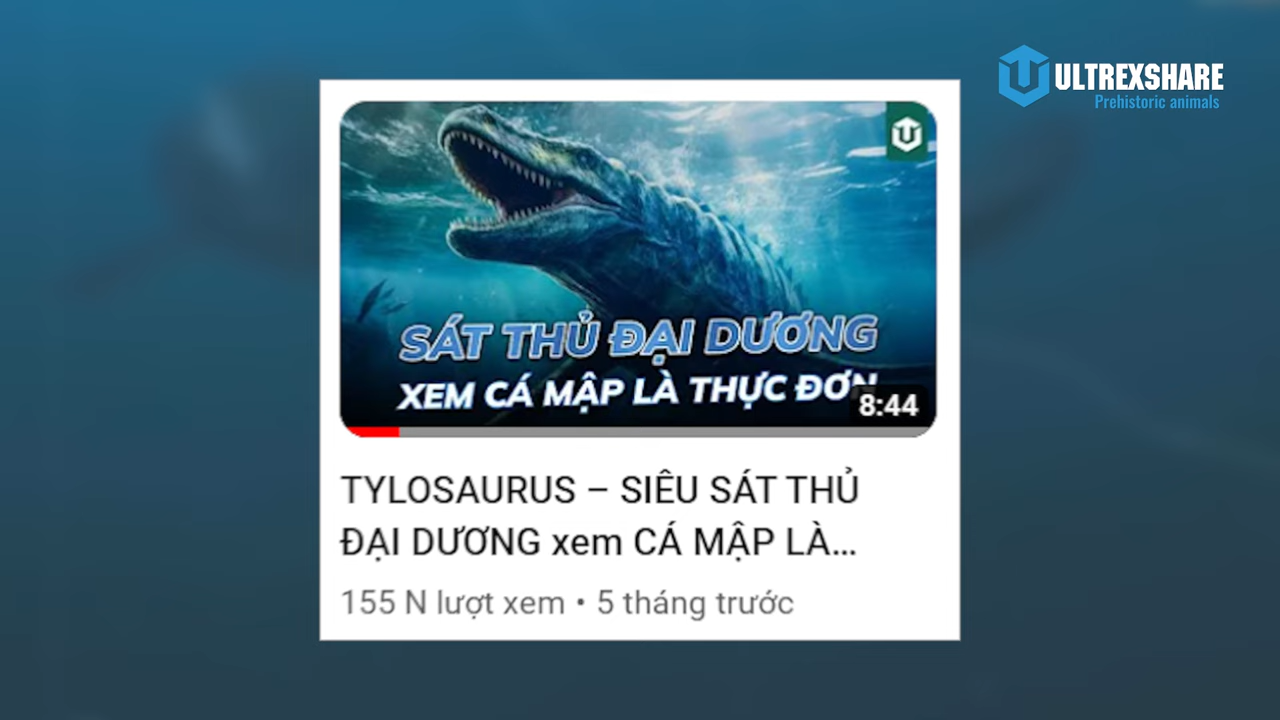 ULTREXSHARE
Prehistoric animals
SÁT THỦ ĐẠI DƯƠNG
XEM CÁ MẬP LÀ THỰC ĐƠN
8:44
TYLOSAURUS – SIÊU SÁT THỦ
ĐẠI DƯƠNG xem CÁ MẬP LÀ...
155 N lượt xem • 5 tháng trước